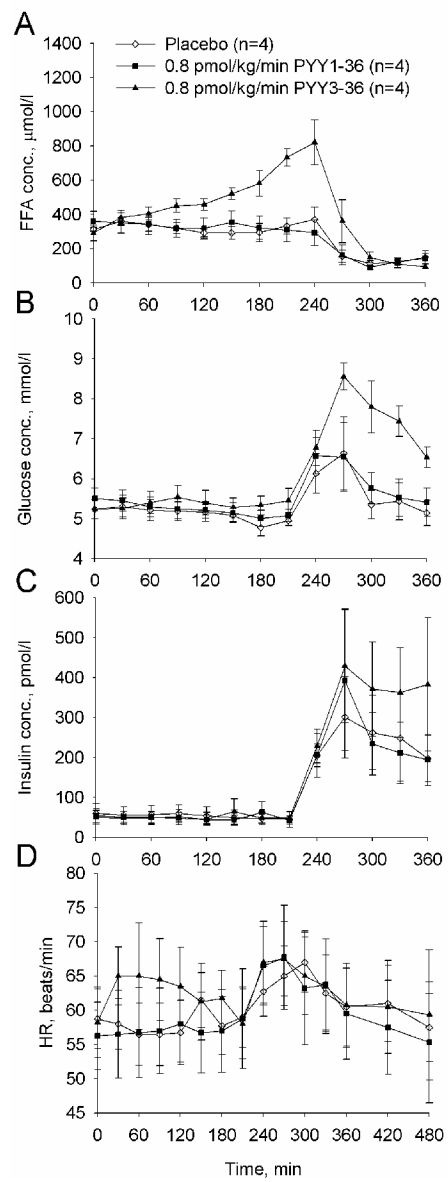 A
Placebo (n=4)
0.8 pmol/kg/min PYY1-36 (n=4)
0.8 pmol/kg/min PYY3-36 (n=4)
FFA conc., µmol/l
1400
1200
1000
800
600
400
200
0
0 60 120 180 240 300 360
B
Glucose conc., mmol/l
10
9
8
7
6
5
4
0 60 120 180 240 300 360
C
Insulin conc., pmol/l
600
500
400
300
200
100
0
0 60 120 180 240 300 360
D
HR, beats/min
80
75
70
65
60
55
50
45
0 60 120 180 240 300 360 420 480
Time, min